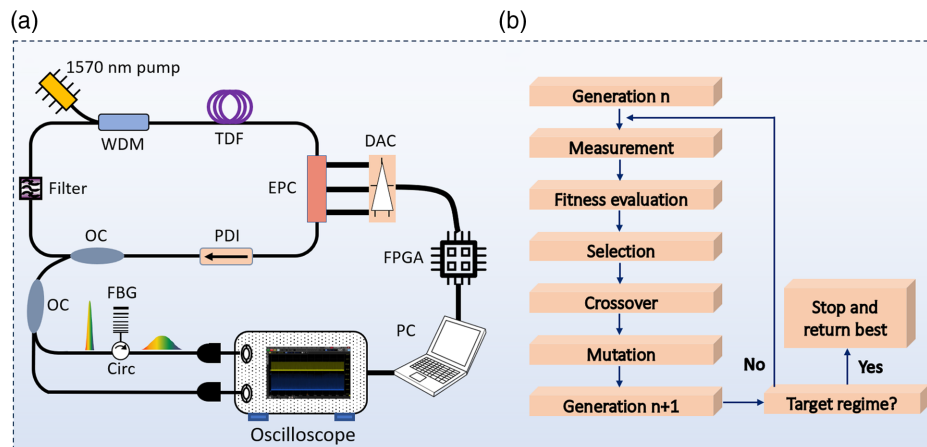 (a)
1570 nm pump
WDM
TDF
DAC
EPC
Filter
OC
PDI
FPGA
OC
FBG
PC
Circ
Oscilloscope
(b)
Generation n
Measurement
Fitness evaluation
Selection
Crossover
Mutation
Generation n+1
Stop and
return best
No
Yes
Target regime?